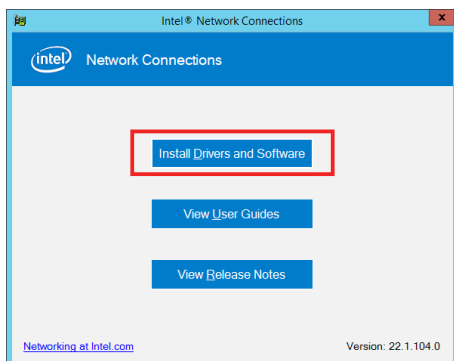 Intel® Network Connections
x
intel Network Connections
Install Drivers and Software
View User Guides
View Release Notes
Networking at Intel.com Version: 22.1.104.0